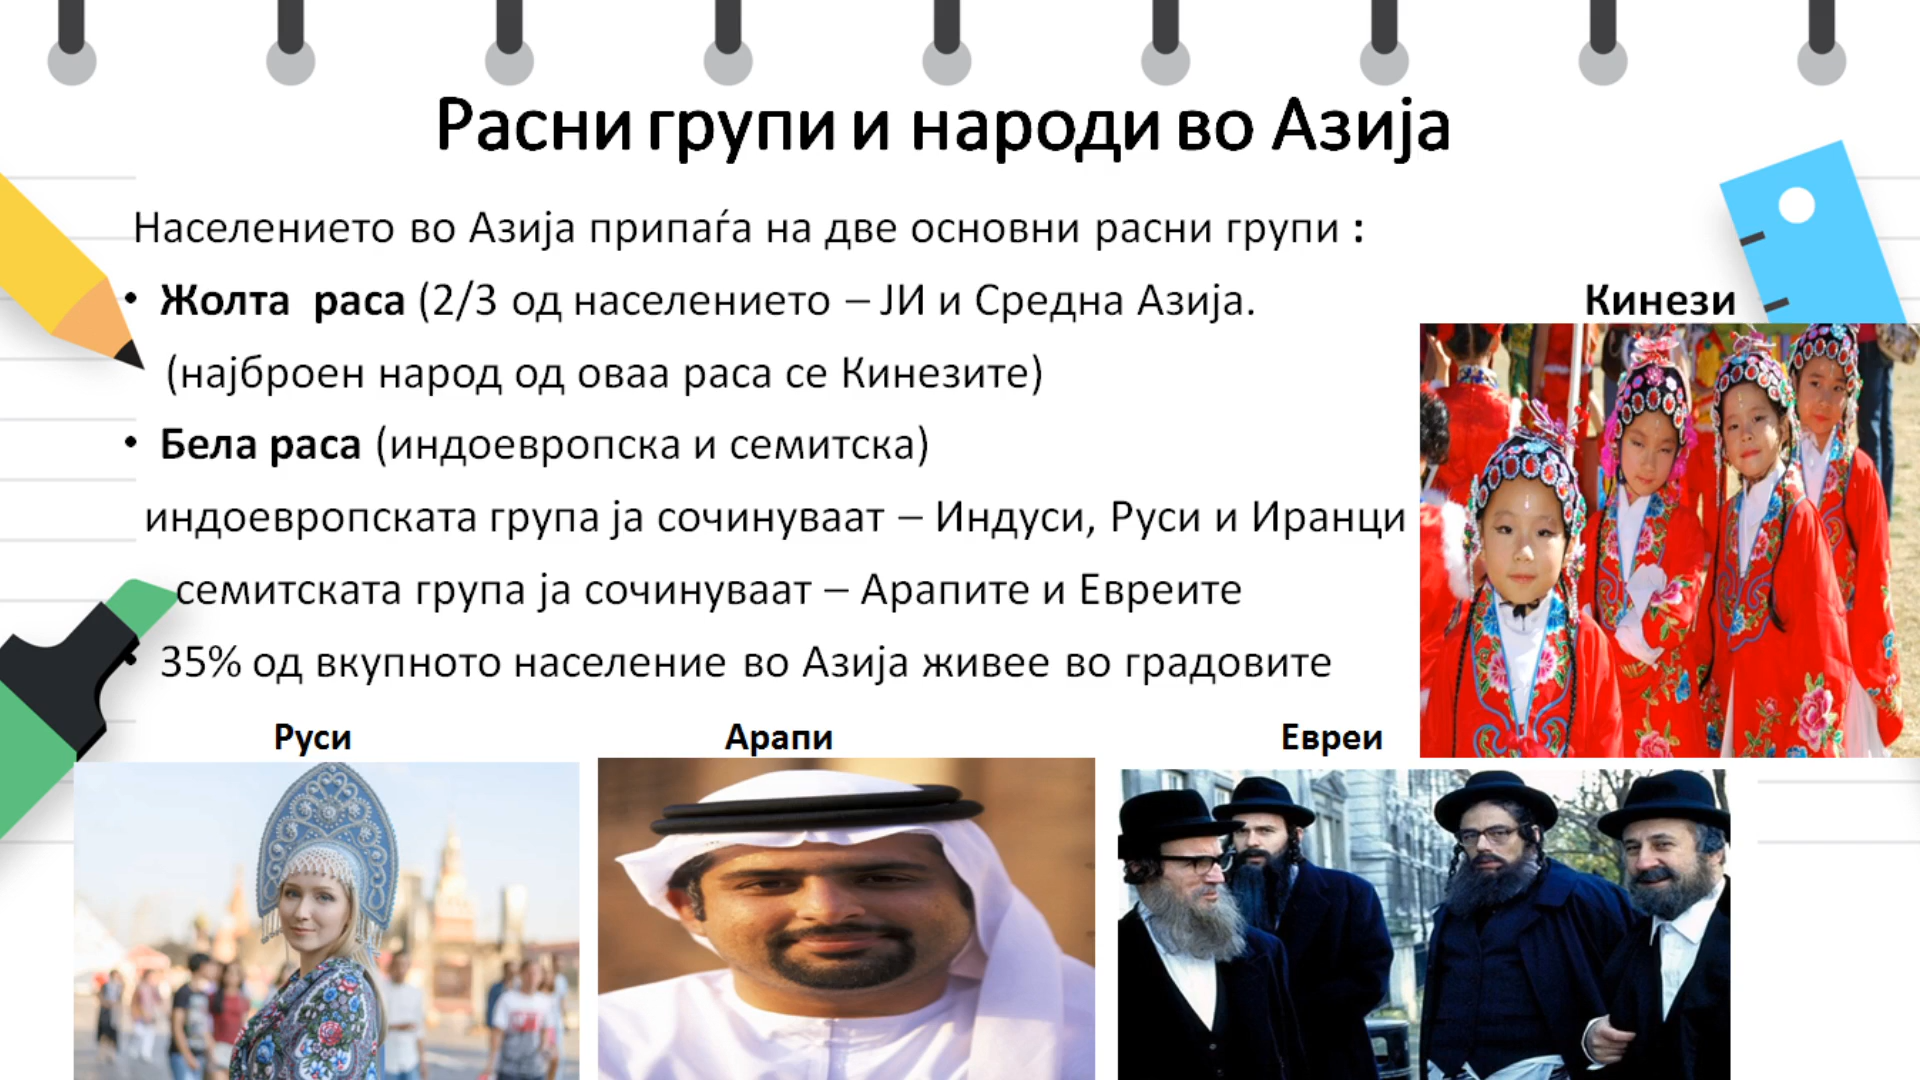 Расни групи и народи во Азија
Населението во Азија припаѓа на две основни расни групи :
• Жолта раса (2/3 од населението – ЈИ и Средна Азија.
(најброен народ од оваа раса се Кинезите)
• Бела раса (индоевропска и семитска)
индоевропската група ја сочинуваат – Индуси, Руси и Иранци
семитската група ја сочинуваат – Арапите и Евреите
• 35% од вкупното население во Азија живее во градовите
Кинези
Руси
Арапи
Евреи